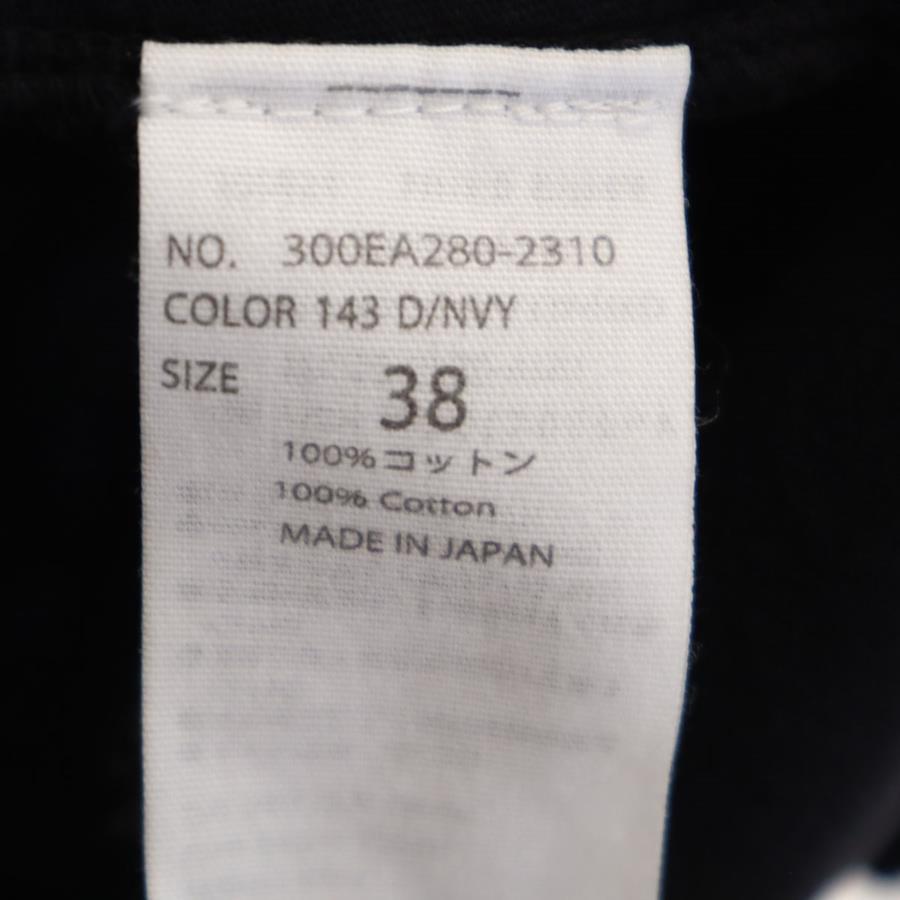 NO. 300EA280-2310
COLOR 143 D/NVY
SIZE 38
100%コットン
100% Cotton
MADE IN JAPAN